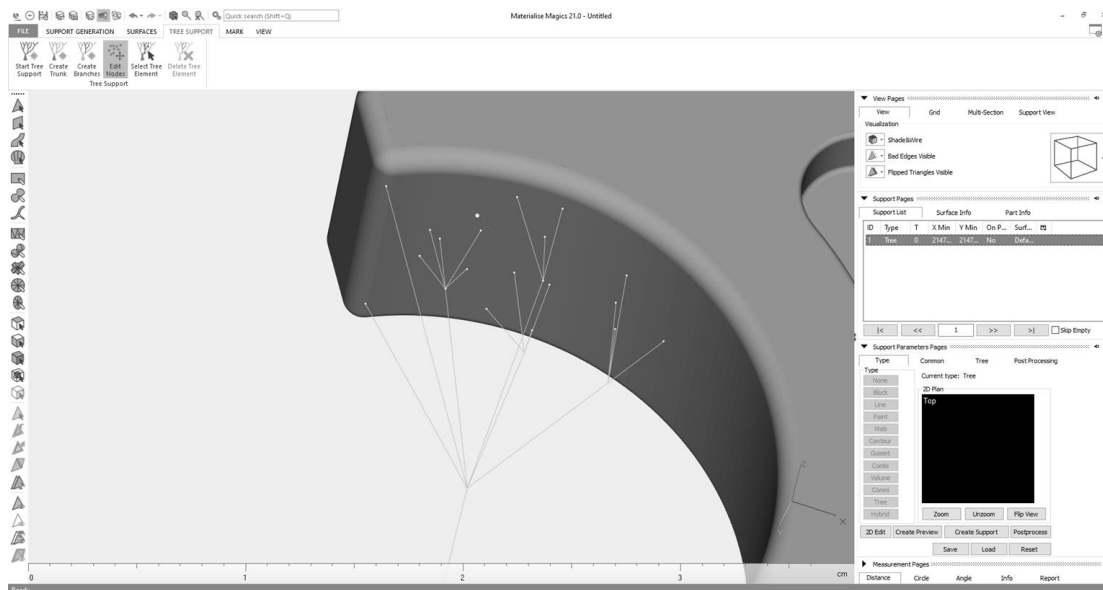 Quick search (Shift+Q)
Materialise Magics 21.0 - Untitled
FILE SUPPORT GENERATION SURFACES TREE SUPPORT MARK VIEW
Start Tree Support
Create Trunk
Create Branches
Edit Nodes
Select Tree Element
Delete Tree Element
Tree Support
View Pages
View Grid Multi-Section Support View
Visualization
Shade&Wire
Bad Edges Visible
Flipped Triangles Visible
Support Pages
Support List Surface Info Part Info
ID Type T X Min Y Min On P... Surf...
1 Tree 0 2147... 2147... No Defa...
|< << 1 >> >| Skip Empty
Support Parameters Pages
Type Common Tree Post Processing
Type
Current type: Tree
None
Block
Line
Point
Web
Contour
Gusset
Combi
Volume
Cones
Tree
Hybrid
2D Plan
Top
Zoom Unzoom Flip View
2D Edit Create Preview Create Support Postprocess
Save Load Reset
Measurement Pages
Distance Circle Angle Info Report
Z
X
0 1 2 3 cm